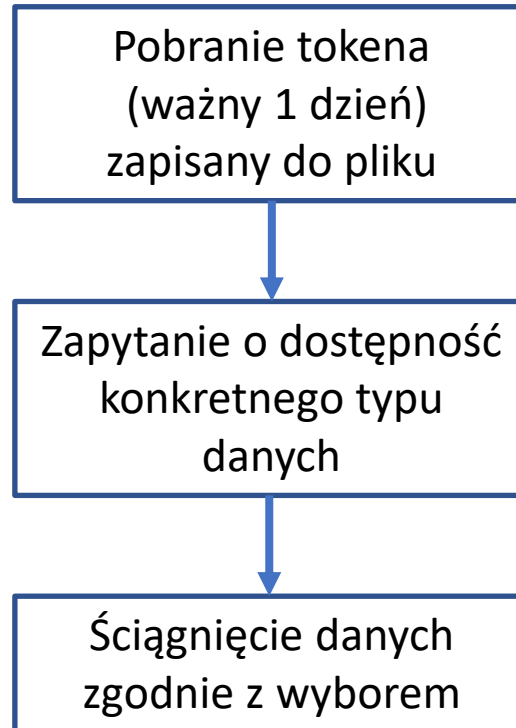 Pobranie tokena
(ważny 1 dzień)
zapisany do pliku
Zapytanie o dostępność
konkretnego typu
danych
Ściągnięcie danych
zgodnie z wyborem